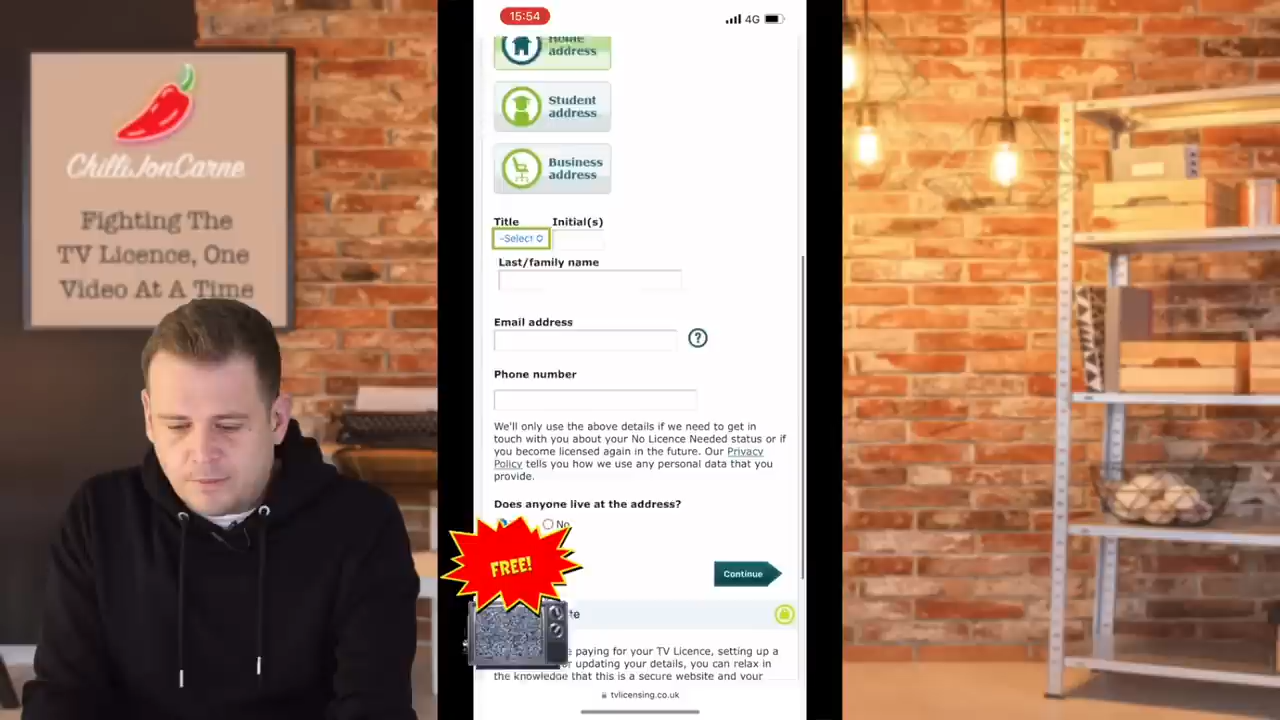 ChilliJonCarne
Fighting The
TV Licence, One
Video At A Time
15:54
4G
Home
address
Student
address
Business
address
Title Initial(s)
-Select
Last/family name
Email address
?
Phone number
We'll only use the above details if we need to get in
touch with you about your No Licence Needed status or if
you become licensed again in the future. Our Privacy
Policy tells you how we use any personal data that you
provide.
Does anyone live at the address?
No
FREE!
Continue
te
e paying for your TV Licence, setting up a
or updating your details, you can relax in
the knowledge that this is a secure website and your
tvlicensing.co.uk